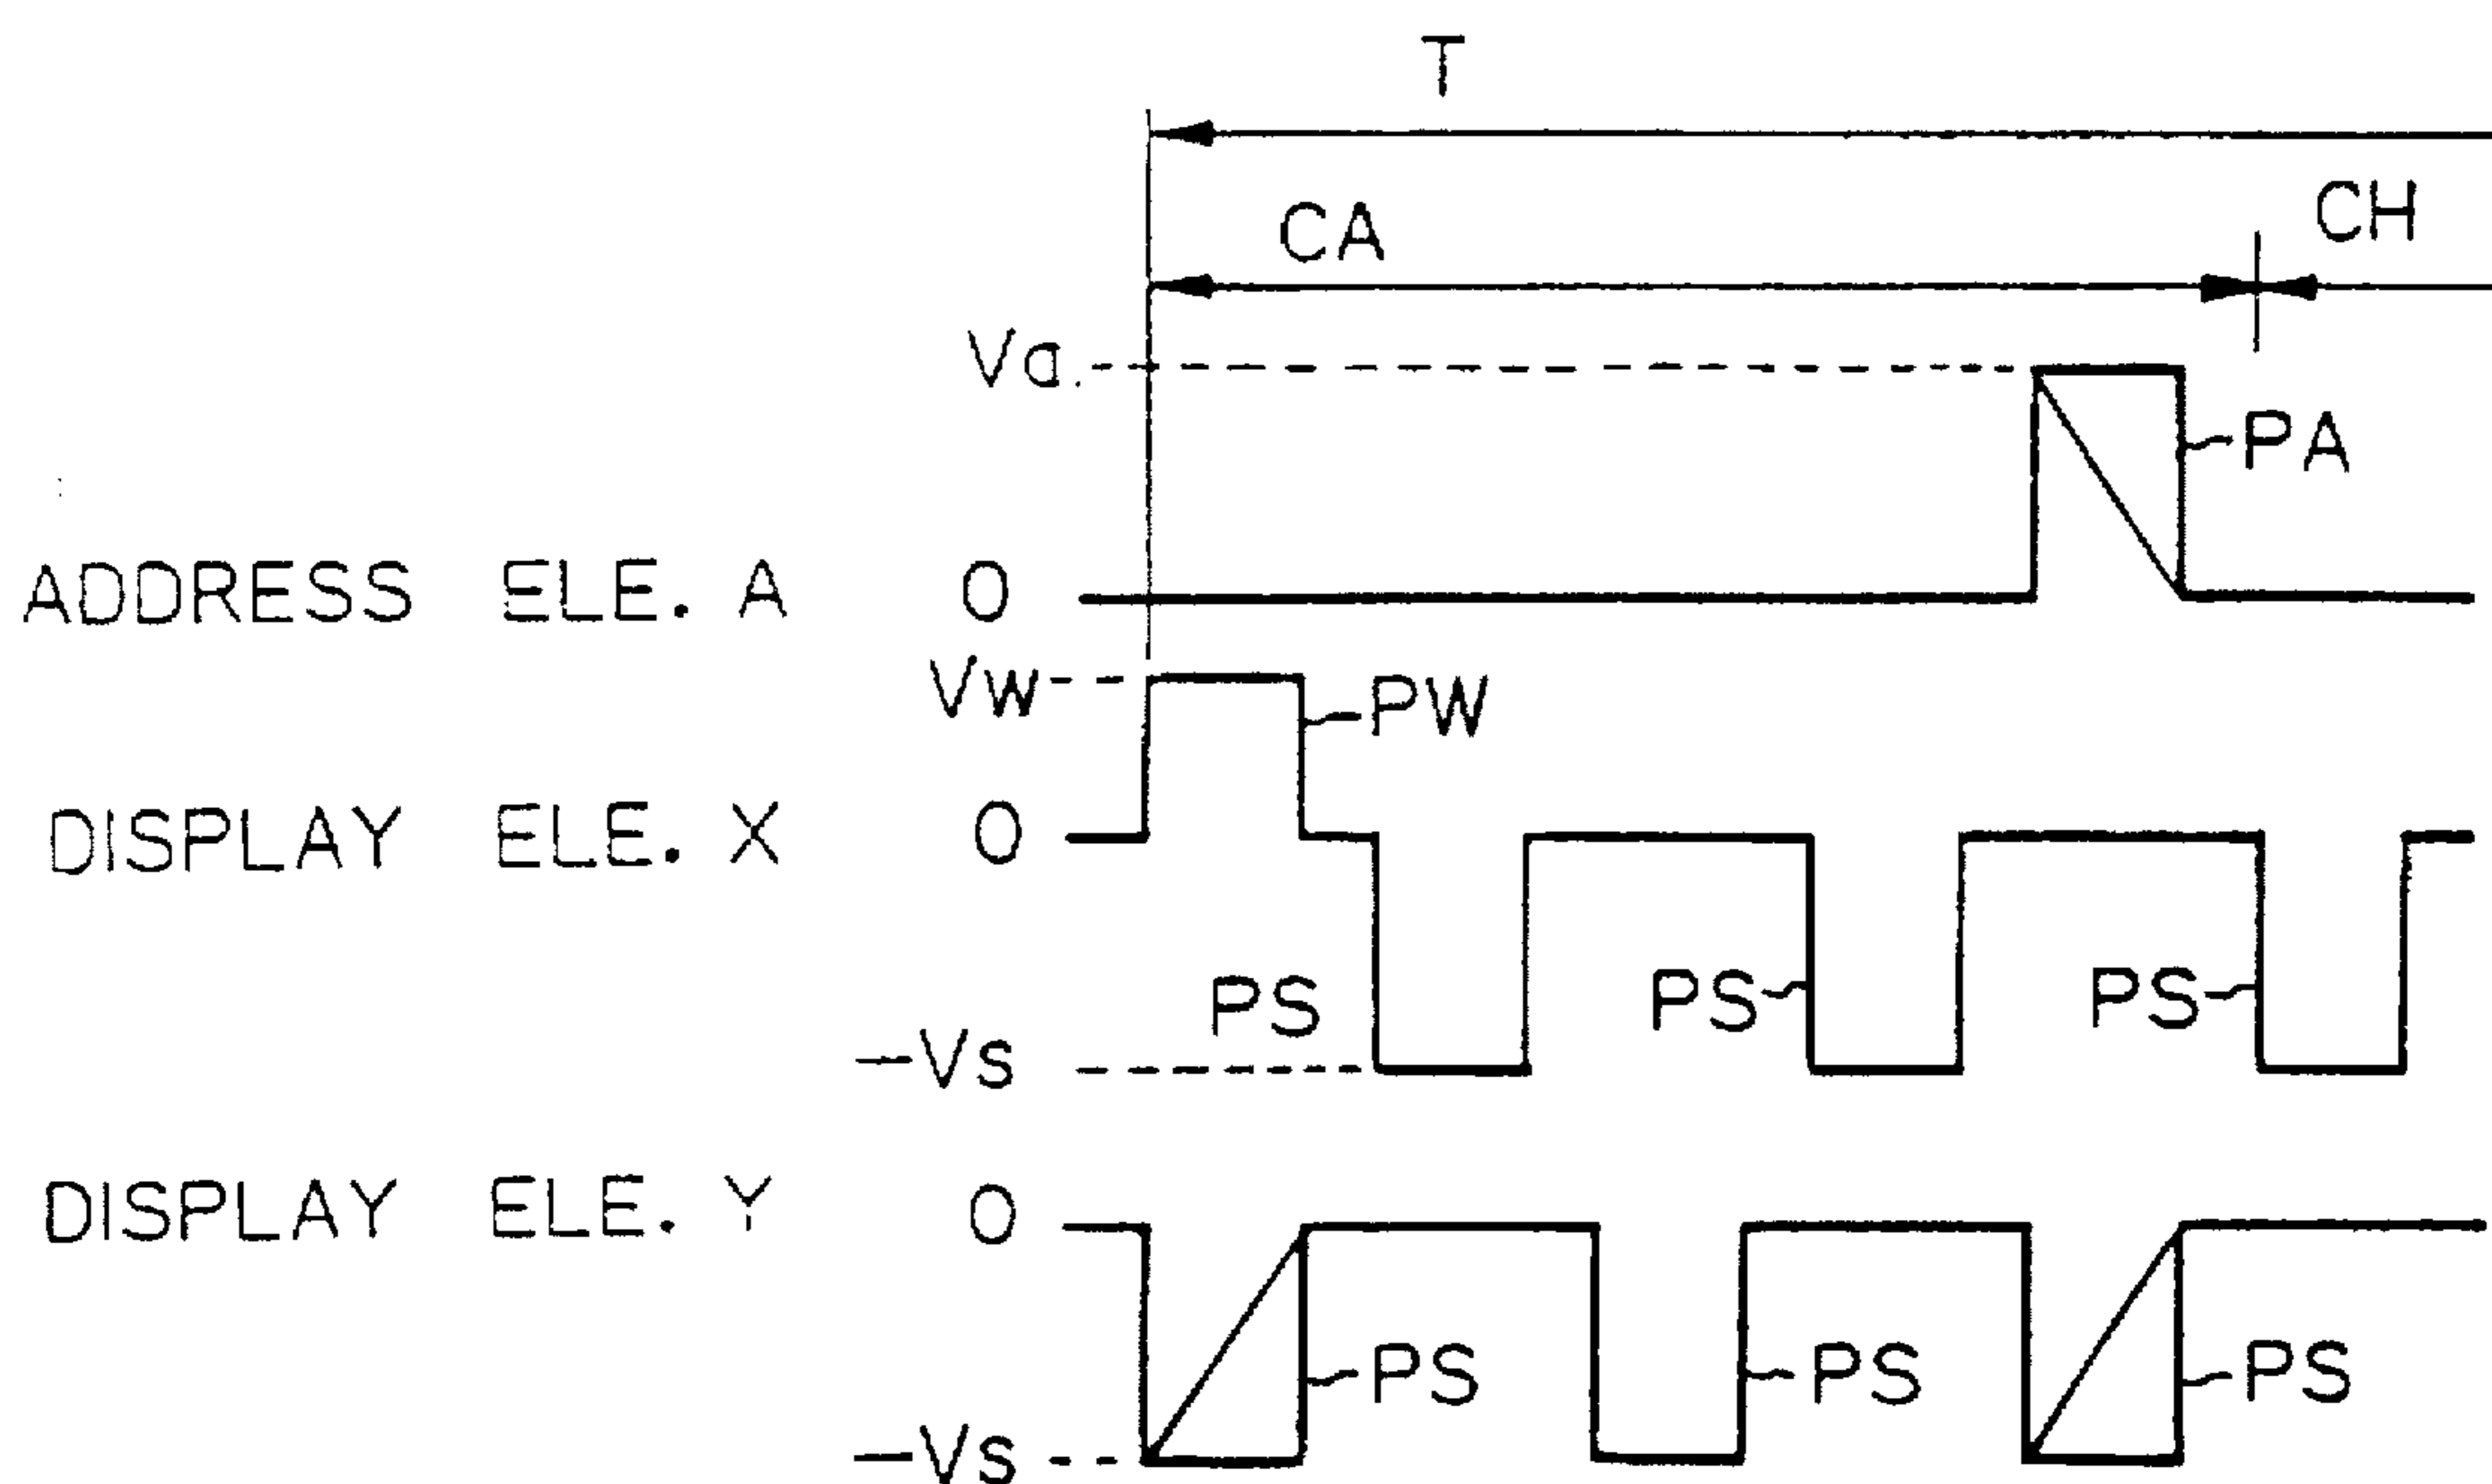 T
CA CH
Va
PA
ADDRESS ELE. A 0
Vw
PW
DISPLAY ELE. X 0
PS PS PS
-Vs
DISPLAY ELE. Y 0
PS PS PS
-Vs